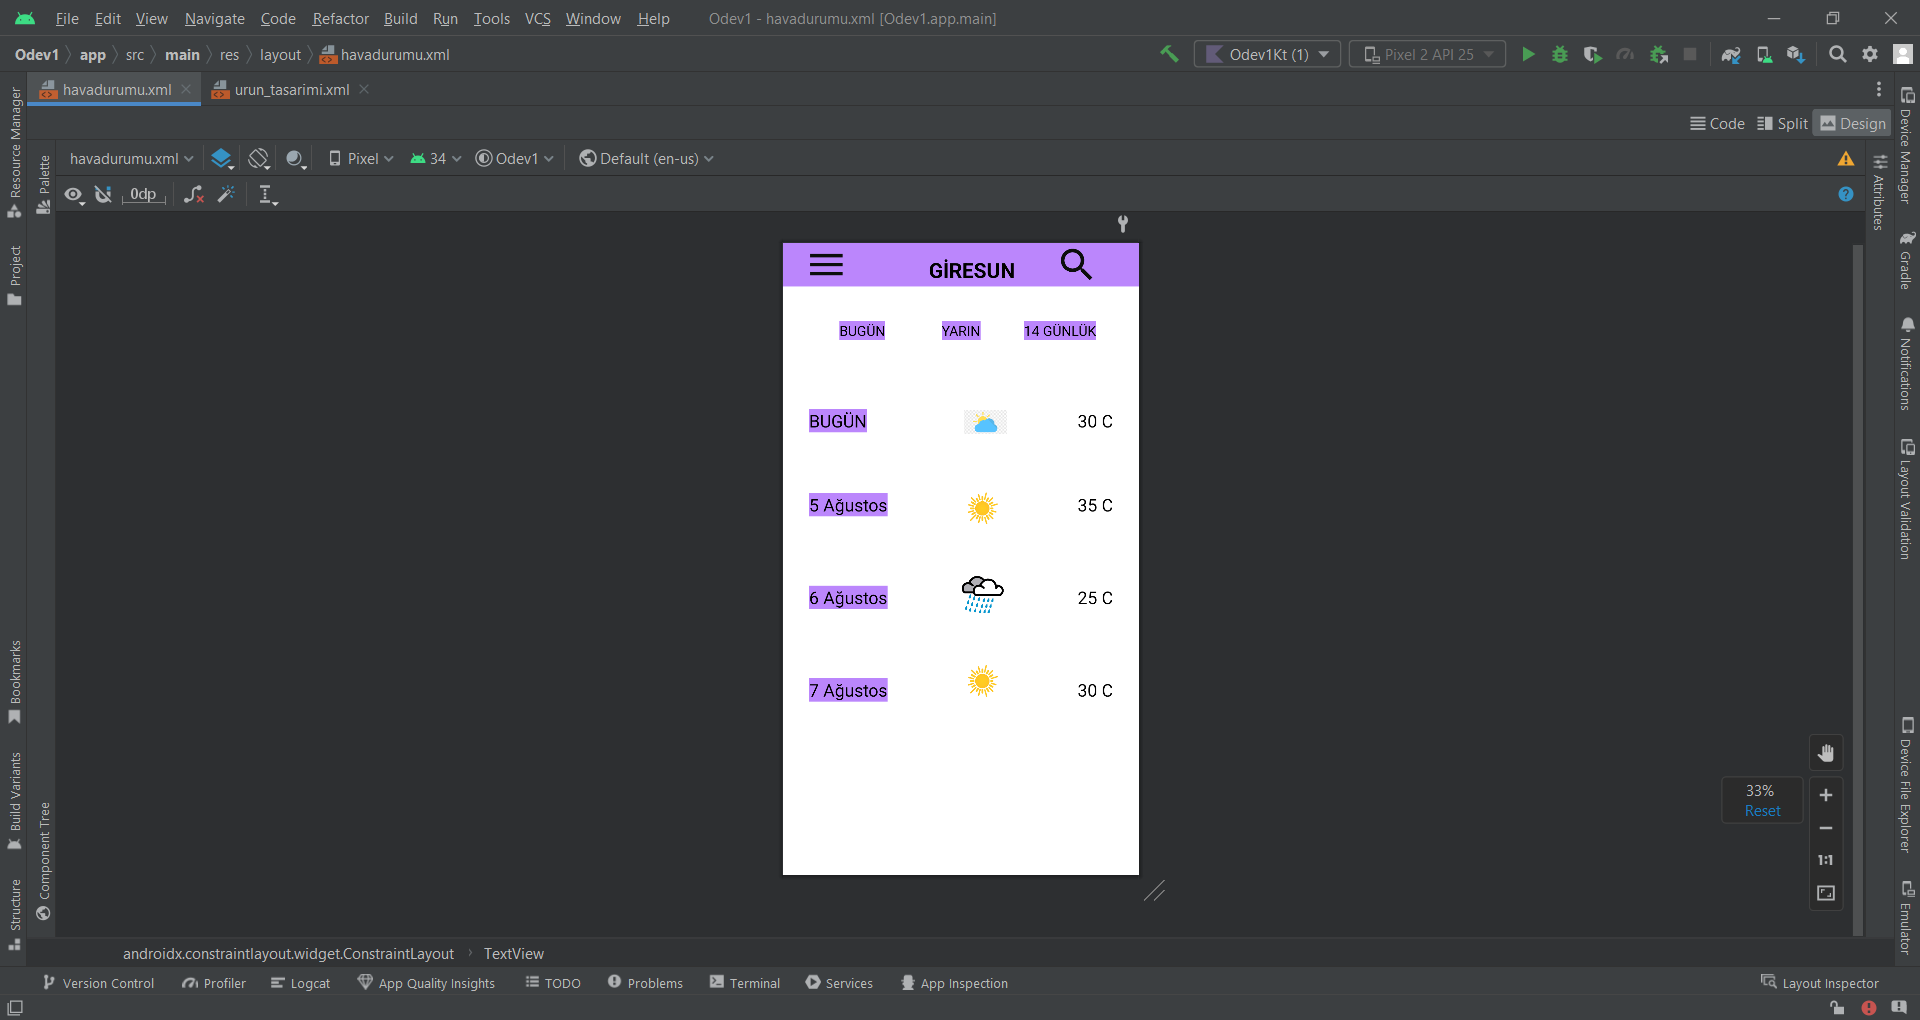 File Edit View Navigate Code Refactor Build Run Tools VCS Window Help Odev1 - havadurumu.xml [Odev1.app.main]
Odev1 app src main res layout havadurumu.xml Odev1Kt (1) Pixel 2 API 25
havadurumu.xml urun_tasarimi.xml
Code Split Design
havadurumu.xml Pixel 34 Odev1 Default (en-us)
0dp
Resource Manager
Project
Bookmarks
Build Variants
Structure
Palette
Component Tree
GİRESUN
BUGÜN YARIN 14 GÜNLÜK
BUGÜN 30 C
5 Ağustos 35 C
6 Ağustos 25 C
7 Ağustos 30 C
33%
Reset
1:1
Attributes
Device Manager
Gradle
Notifications
Layout Validation
Device File Explorer
Emulator
androidx.constraintlayout.widget.ConstraintLayout TextView
Version Control Profiler Logcat App Quality Insights TODO Problems Terminal Services App Inspection Layout Inspector